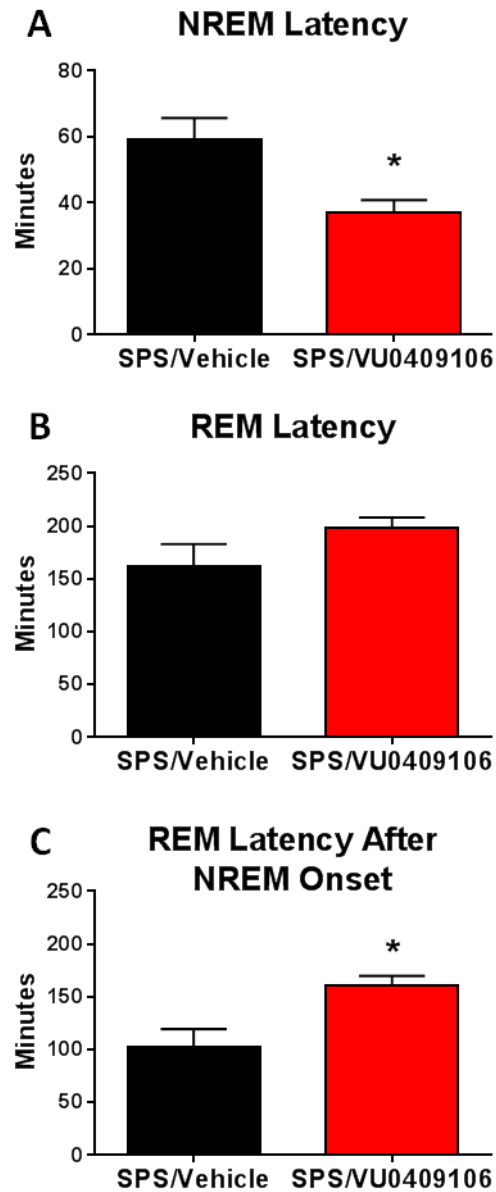 A
NREM Latency
80
60
40
20
0
Minutes
*
SPS/Vehicle
SPS/VU0409106
B
REM Latency
250
200
150
100
50
0
Minutes
SPS/Vehicle
SPS/VU0409106
C
REM Latency After
NREM Onset
250
200
150
100
50
0
Minutes
*
SPS/Vehicle
SPS/VU0409106